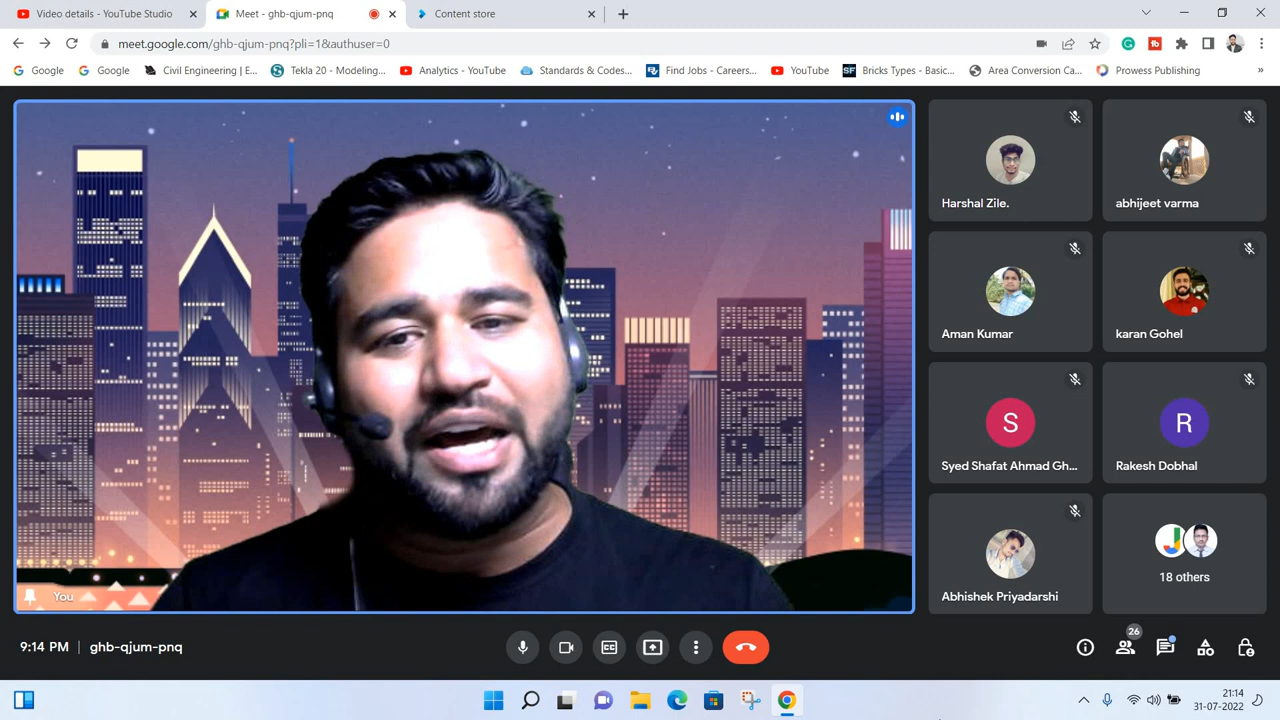 Video details - YouTube Studio
Meet - ghb-qjum-pnq
Content store
meet.google.com/ghb-qjum-pnq?pli=1&authuser=0
Google
Google
Civil Engineering | E...
Tekla 20 - Modeling...
Analytics - YouTube
Standards & Codes...
Find Jobs - Careers...
YouTube
SF
Bricks Types - Basic...
Area Conversion Ca...
Prowess Publishing
»
Harshal Zile.
abhijeet varma
Aman Kumar
karan Gohel
S
Syed Shafat Ahmad Gh...
R
Rakesh Dobhal
Abhishek Priyadarshi
J
18 others
You
9:14 PM | ghb-qjum-pnq
CC
26
21:14
31-07-2022